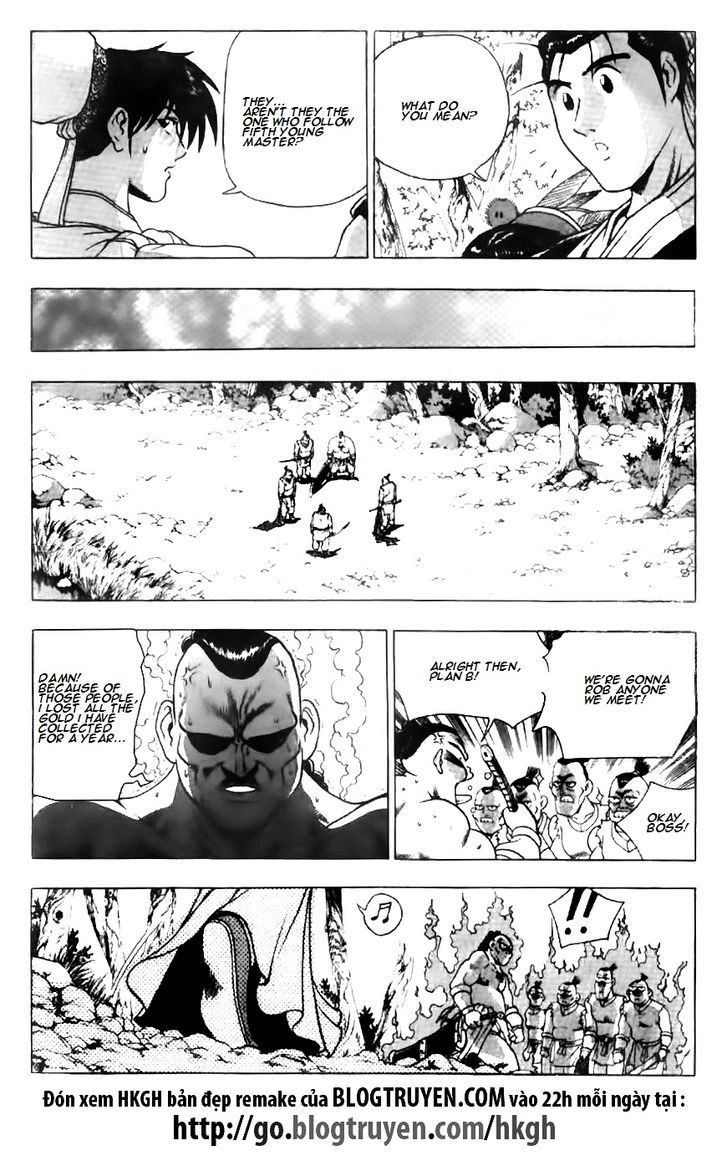 THEY...
AREN'T THEY THE
ONE WHO FOLLOW
FIFTH YOUNG
MASTER?
WHAT DO
YOU MEAN?
DAMN!
BECAUSE OF
THOSE PEOPLE,
I LOST ALL THE
GOLD I HAVE
COLLECTED
FOR A YEAR...
ALRIGHT THEN,
PLAN B!
WE'RE GONNA
ROB ANYONE
WE MEET!
OKAY,
BOSS!
!!
Đón xem HKGH bản đẹp remake của BLOGTRUYEN.COM vào 22h mỗi ngày tại :
http://go.blogtruyen.com/hkgh